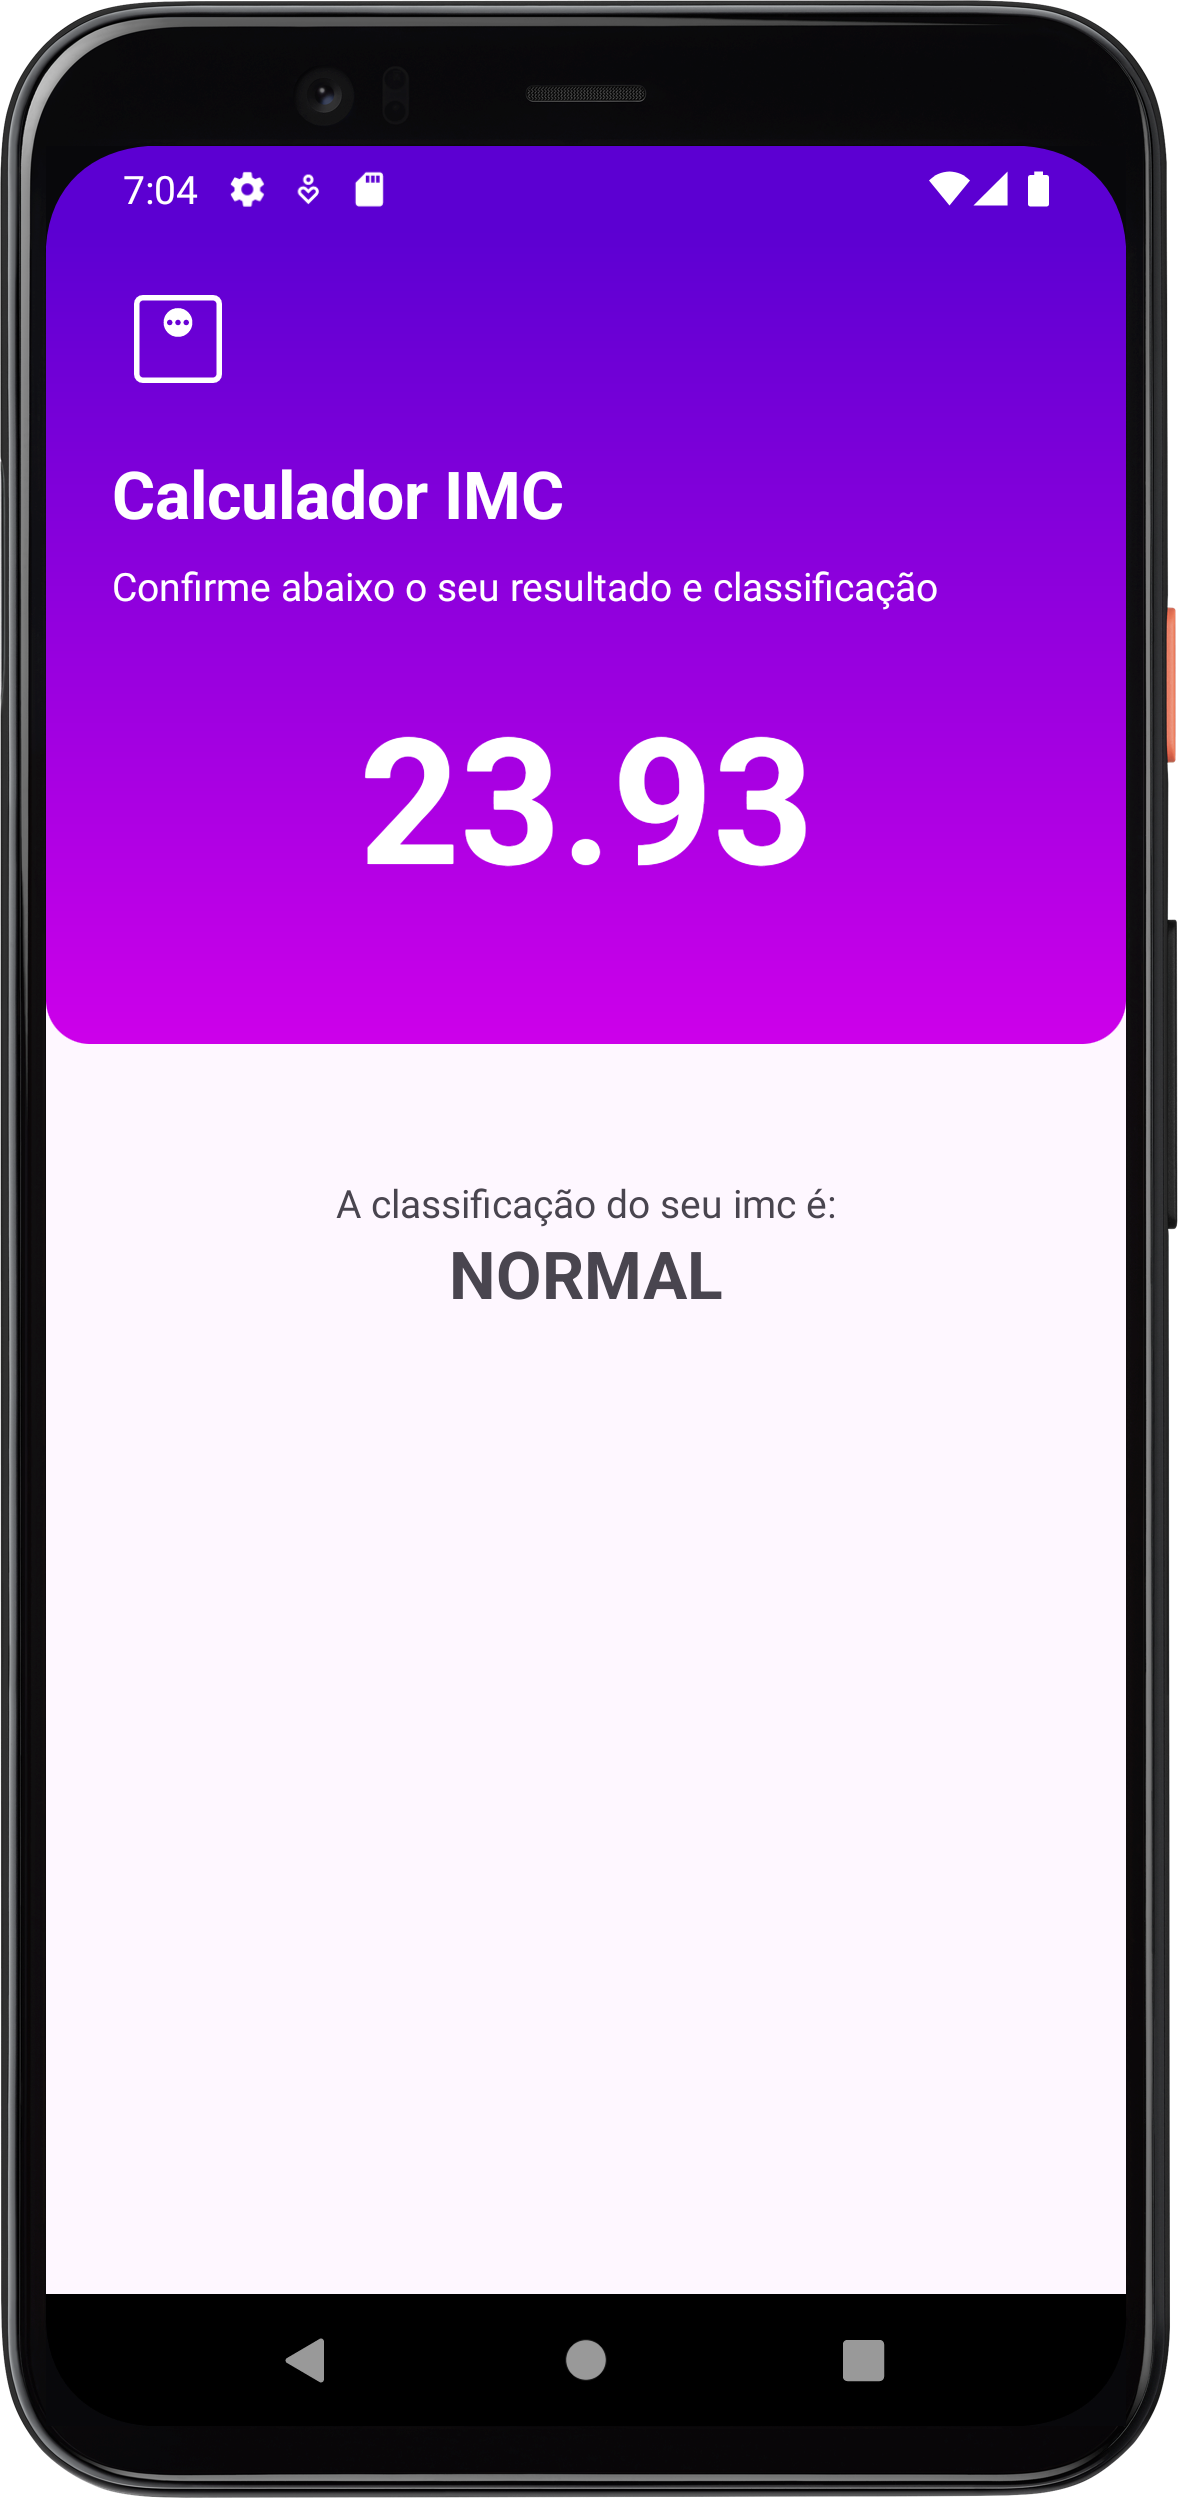 7:04
Calculador IMC
Confirme abaixo o seu resultado e classificação
23.93
A classificação do seu imc é:
NORMAL